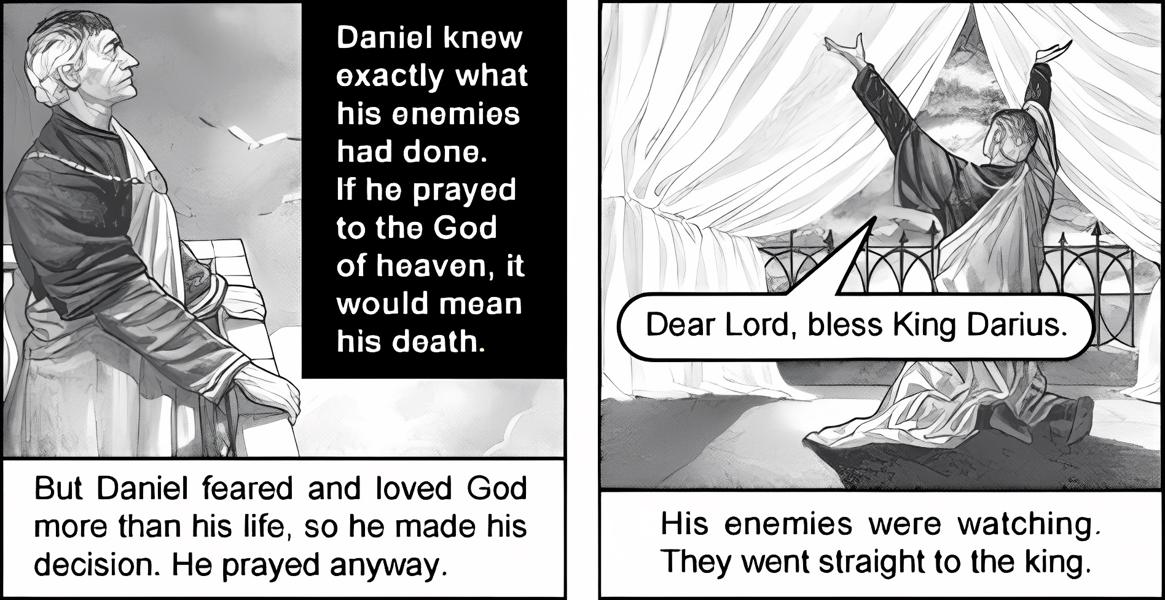 Daniel knew
exactly what
his enemies
had done.
If he prayed
to the God
of heaven, it
would mean
his death.
But Daniel feared and loved God
more than his life, so he made his
decision. He prayed anyway.
Dear Lord, bless King Darius.
His enemies were watching.
They went straight to the king.